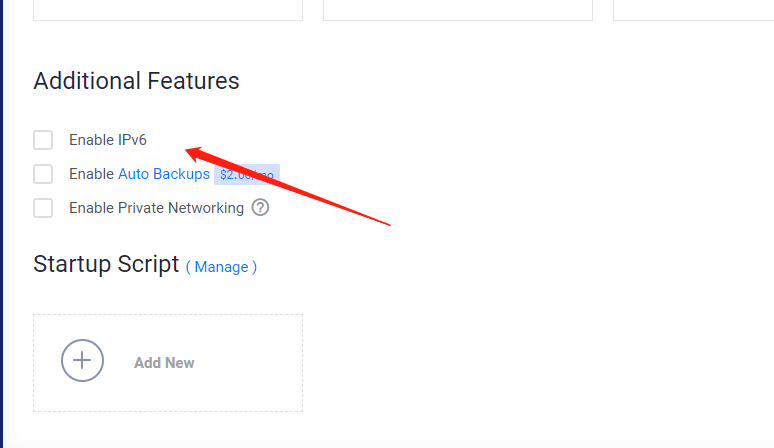 Additional Features
Enable IPv6
Enable Auto Backups $2.00/mo
Enable Private Networking ?
Startup Script ( Manage )
Add New